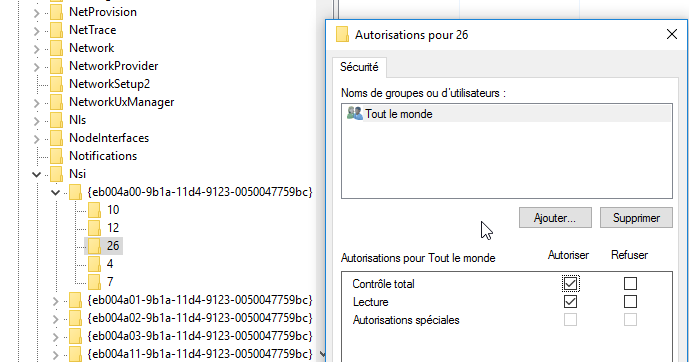 NetProvision
NetTrace
Network
NetworkProvider
NetworkSetup2
NetworkUxManager
Nls
NodeInterfaces
Notifications
Nsi
{eb004a00-9b1a-11d4-9123-0050047759bc}
10
12
26
4
7
{eb004a01-9b1a-11d4-9123-0050047759bc}
{eb004a02-9b1a-11d4-9123-0050047759bc}
{eb004a03-9b1a-11d4-9123-0050047759bc}
{eb004a11-9b1a-11d4-9123-0050047759bc}
Autorisations pour 26
Sécurité
Noms de groupes ou d'utilisateurs :
Tout le monde
Ajouter... Supprimer
Autorisations pour Tout le monde Autoriser Refuser
Contrôle total
Lecture
Autorisations spéciales